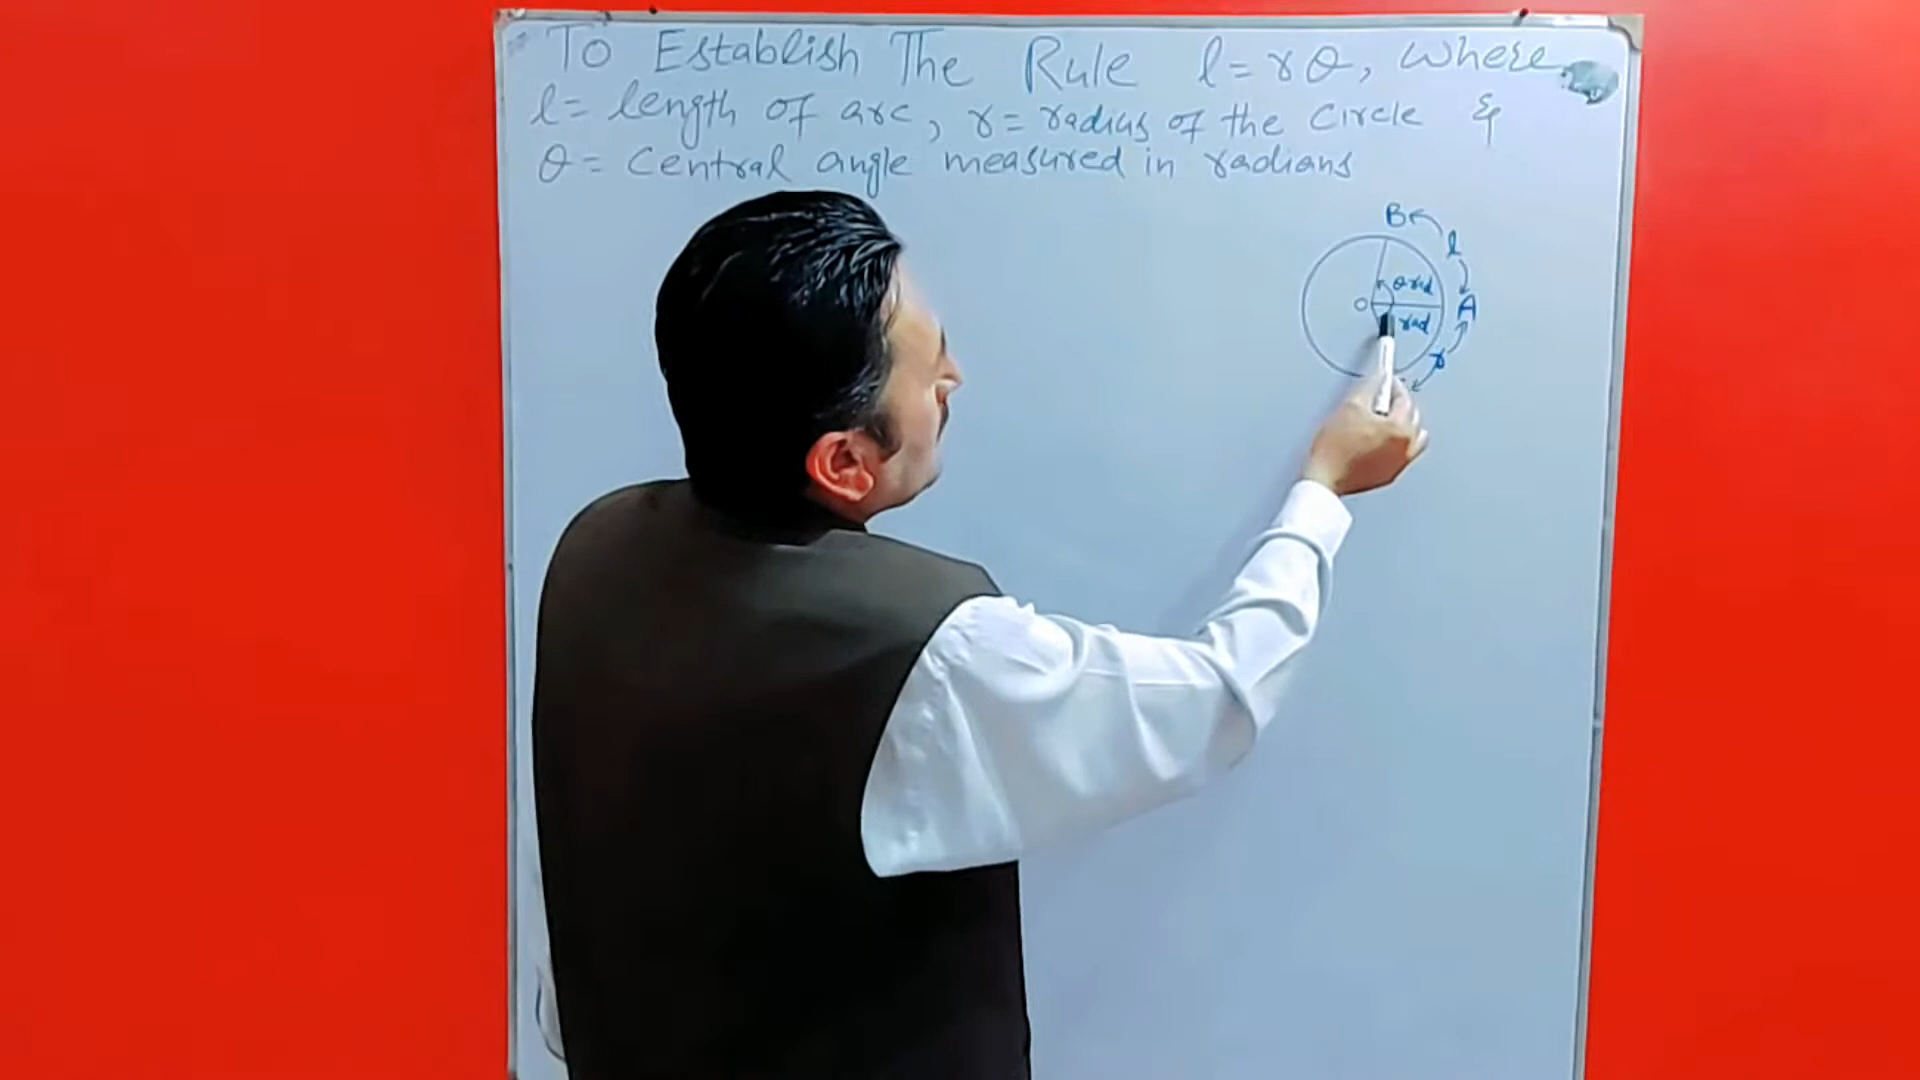 To Establish The Rule l = rθ, where
l = length of arc, r = radius of the circle &
θ = Central angle measured in radians
B
l
θ rad
O
A
rad
r